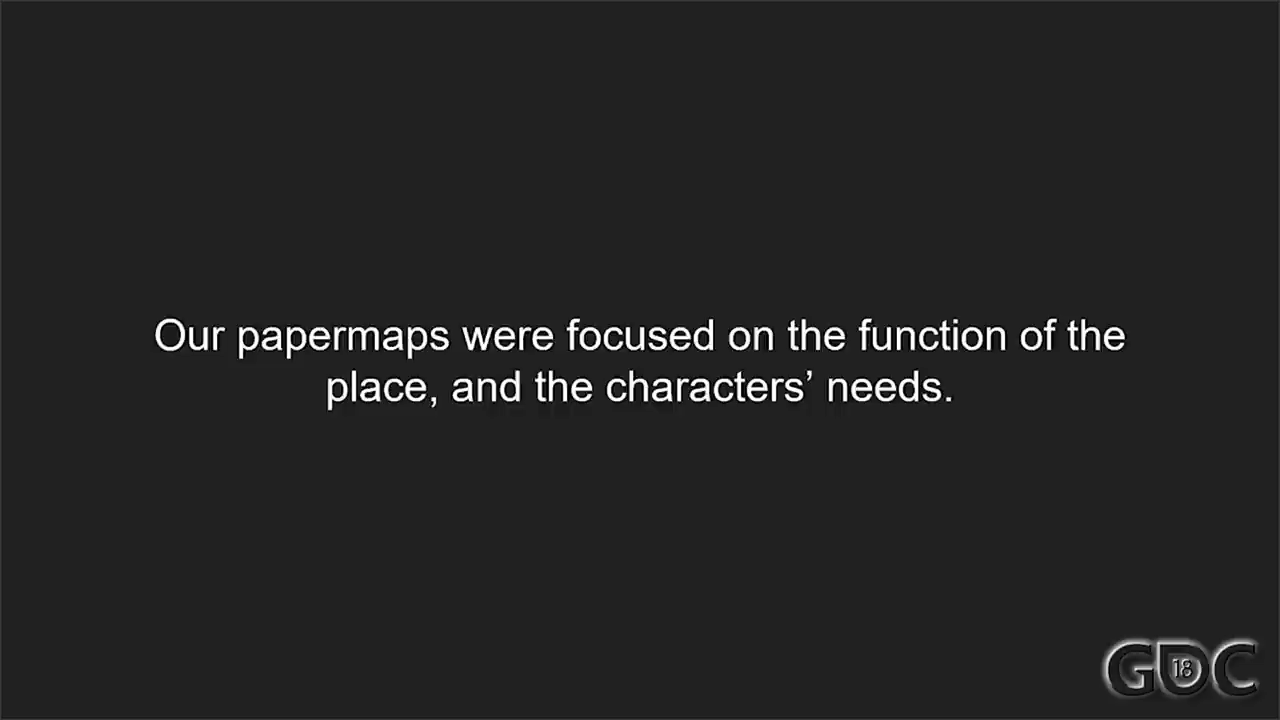 Our papermaps were focused on the function of the
place, and the characters’ needs.
GDC
18